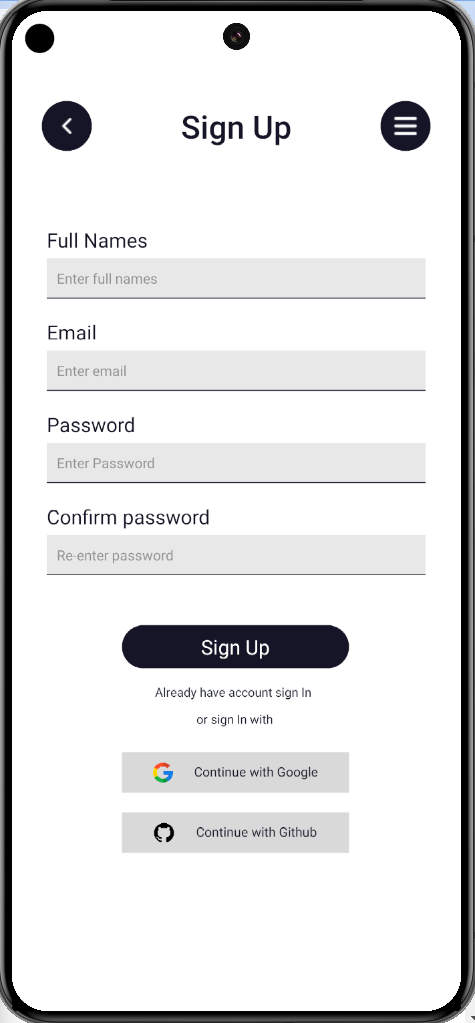 Sign Up
Full Names
Enter full names
Email
Enter email
Password
Enter Password
Confirm password
Re-enter password
Sign Up
Already have account sign In
or sign In with
Continue with Google
Continue with Github